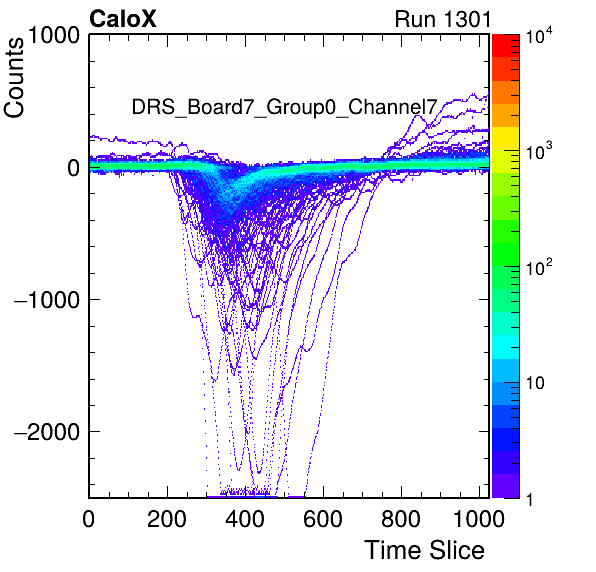 CaloX Run 1301
Counts
1000
0
−1000
−2000
DRS_Board7_Group0_Channel7
0 200 400 600 800 1000
Time Slice
10⁴
10³
10²
10
1